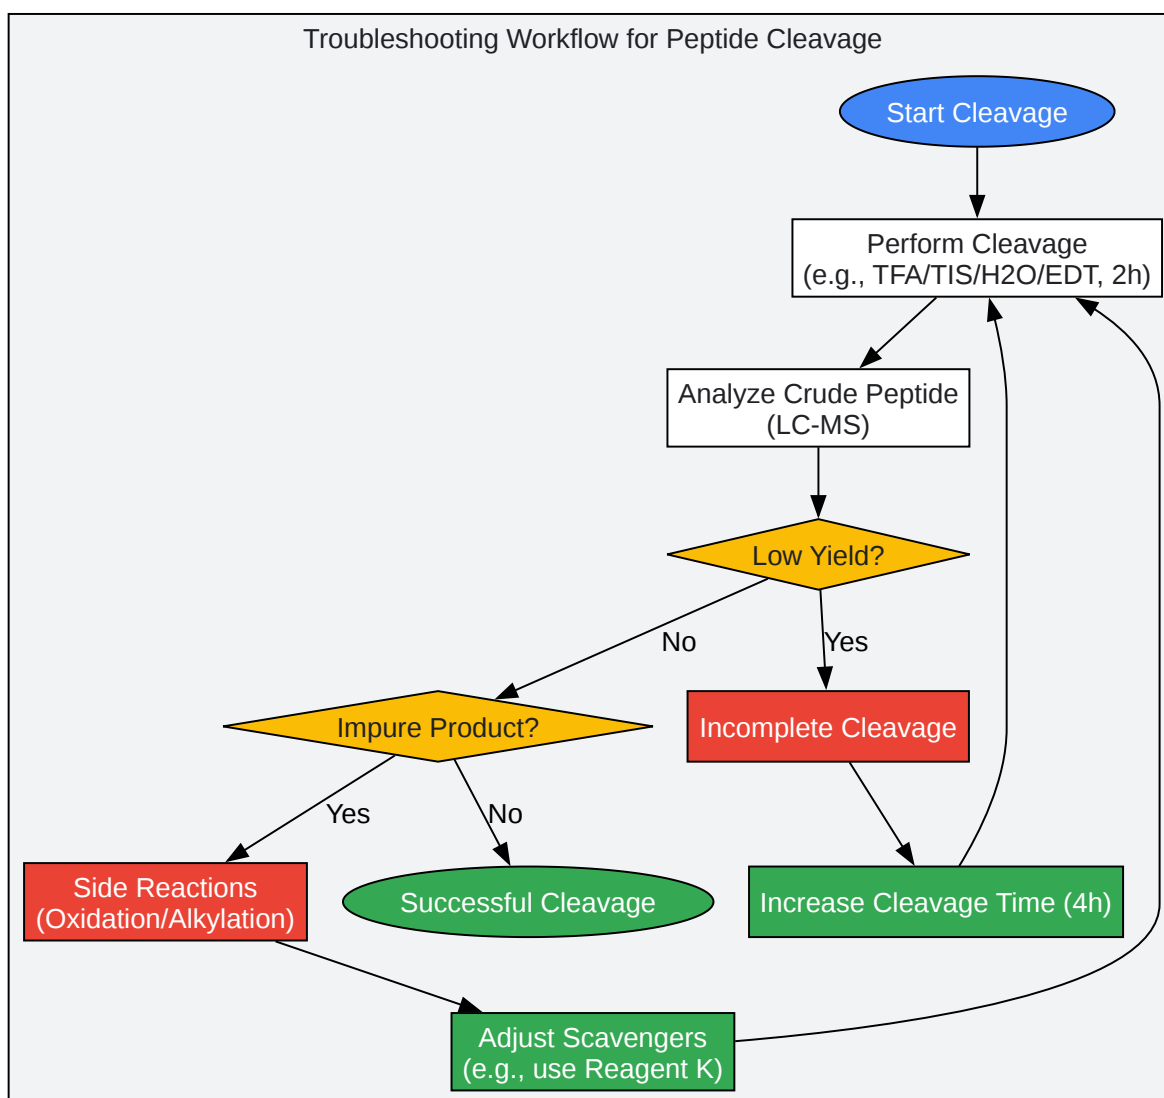 Troubleshooting Workflow for Peptide Cleavage
Start Cleavage
Perform Cleavage
(e.g., TFA/TIS/H2O/EDT, 2h)
Analyze Crude Peptide
(LC-MS)
Low Yield?
No
Yes
Impure Product?
Incomplete Cleavage
Yes
No
Side Reactions
(Oxidation/Alkylation)
Successful Cleavage
Increase Cleavage Time (4h)
Adjust Scavengers
(e.g., use Reagent K)